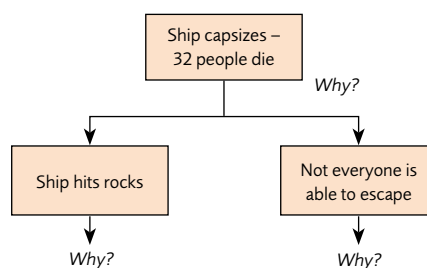 Ship capsizes –
32 people die
Why?
Ship hits rocks
Not everyone is
able to escape
Why?
Why?